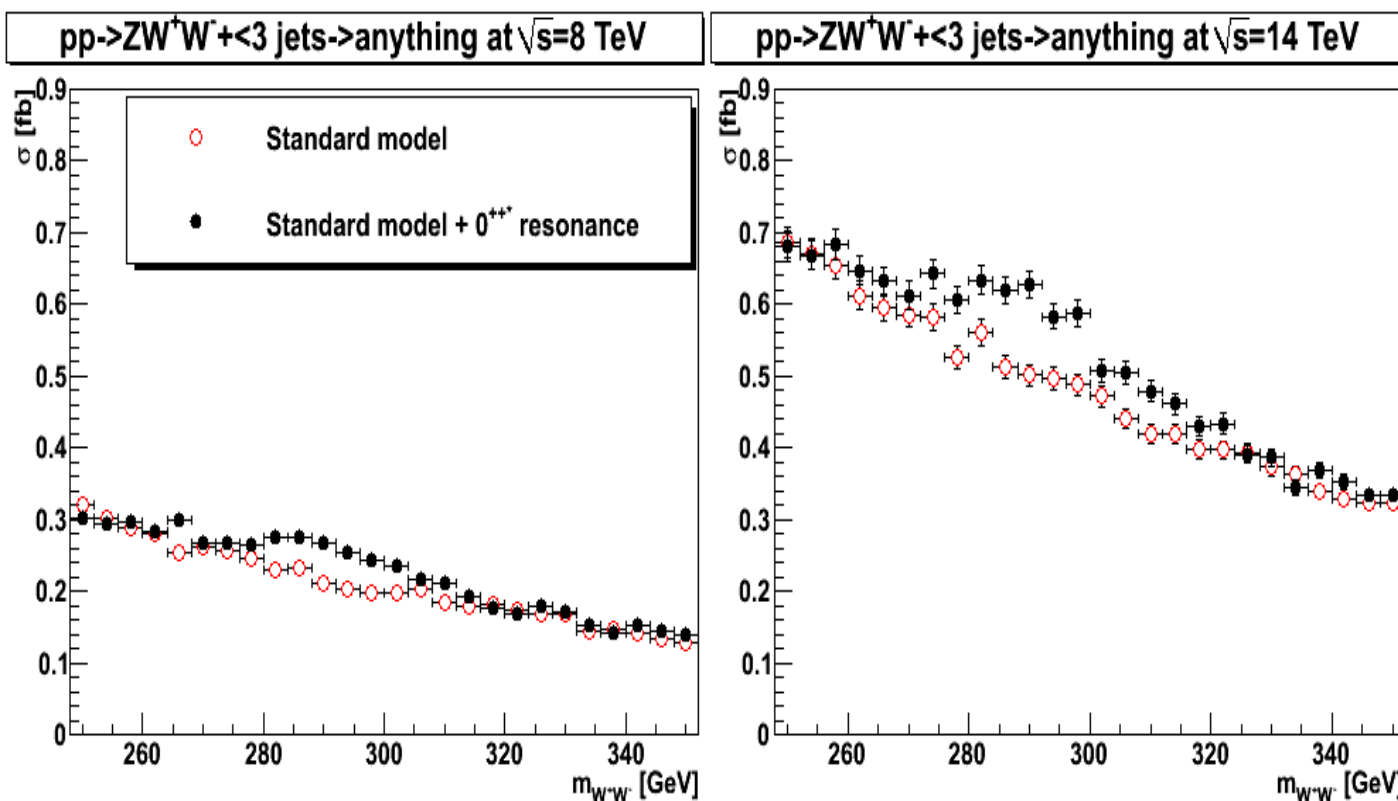 pp->ZW⁺W⁻+<3 jets->anything at √s=8 TeV
σ [fb]
0.9
0.8
0.7
0.6
0.5
0.4
0.3
0.2
0.1
0
Standard model
Standard model + 0⁺⁺* resonance
260 280 300 320 340
m_W⁺W⁻ [GeV]
pp->ZW⁺W⁻+<3 jets->anything at √s=14 TeV
σ [fb]
0.9
0.8
0.7
0.6
0.5
0.4
0.3
0.2
0.1
0
260 280 300 320 340
m_W⁺W⁻ [GeV]